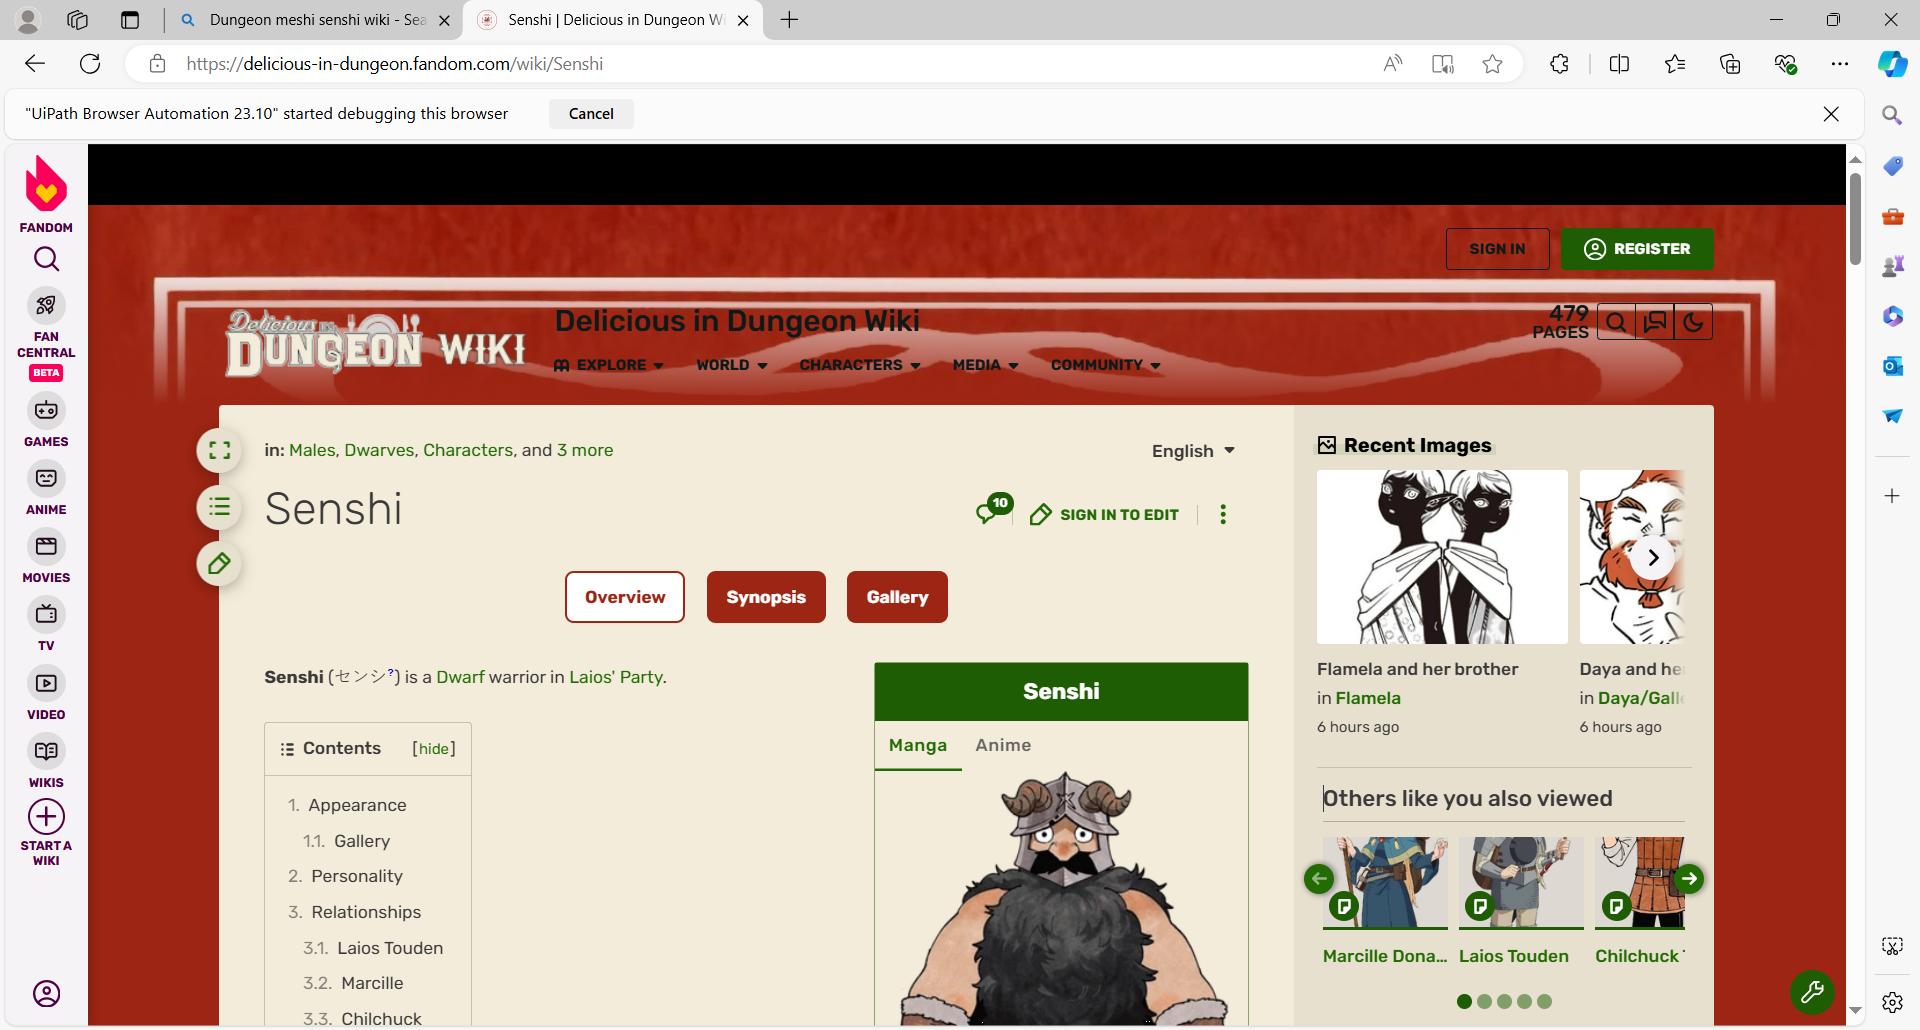 Dungeon meshi senshi wiki - Sea
Senshi | Delicious in Dungeon Wi
https://delicious-in-dungeon.fandom.com/wiki/Senshi
"UiPath Browser Automation 23.10" started debugging this browser
Cancel
FANDOM
FAN
CENTRAL
BETA
GAMES
ANIME
MOVIES
TV
VIDEO
WIKIS
START A
WIKI
SIGN IN
REGISTER
Delicious IN
DUNGEON WIKI
Delicious in Dungeon Wiki
479
PAGES
EXPLORE
WORLD
CHARACTERS
MEDIA
COMMUNITY
in: Males, Dwarves, Characters, and 3 more
English
Senshi
10
SIGN IN TO EDIT
Overview
Synopsis
Gallery
Senshi (センシ?) is a Dwarf warrior in Laios' Party.
Contents [hide]
1. Appearance
1.1. Gallery
2. Personality
3. Relationships
3.1. Laios Touden
3.2. Marcille
3.3. Chilchuck
Senshi
Manga
Anime
Recent Images
Flamela and her brother
in Flamela
6 hours ago
Daya and he
in Daya/Galle
6 hours ago
Others like you also viewed
Marcille Dona...
Laios Touden
Chilchuck